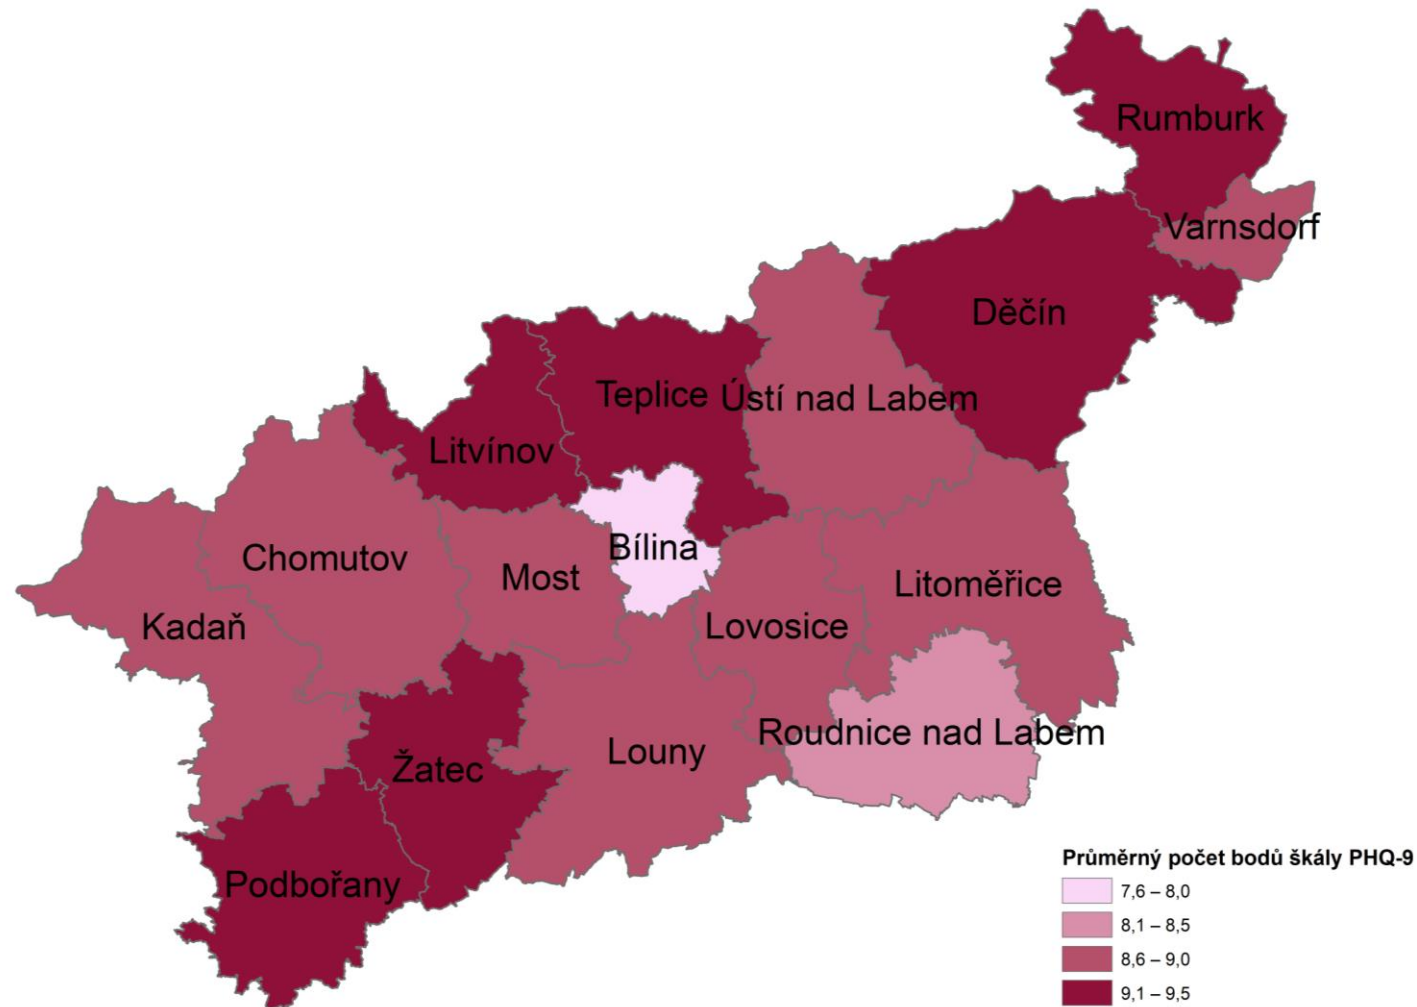 Rumburk
Varnsdorf
Děčín
Teplice
Ústí nad Labem
Litvínov
Bílina
Chomutov
Most
Litoměřice
Kadaň
Lovosice
Roudnice nad Labem
Louny
Žatec
Podbořany
Průměrný počet bodů škály PHQ-9
7,6 – 8,0
8,1 – 8,5
8,6 – 9,0
9,1 – 9,5